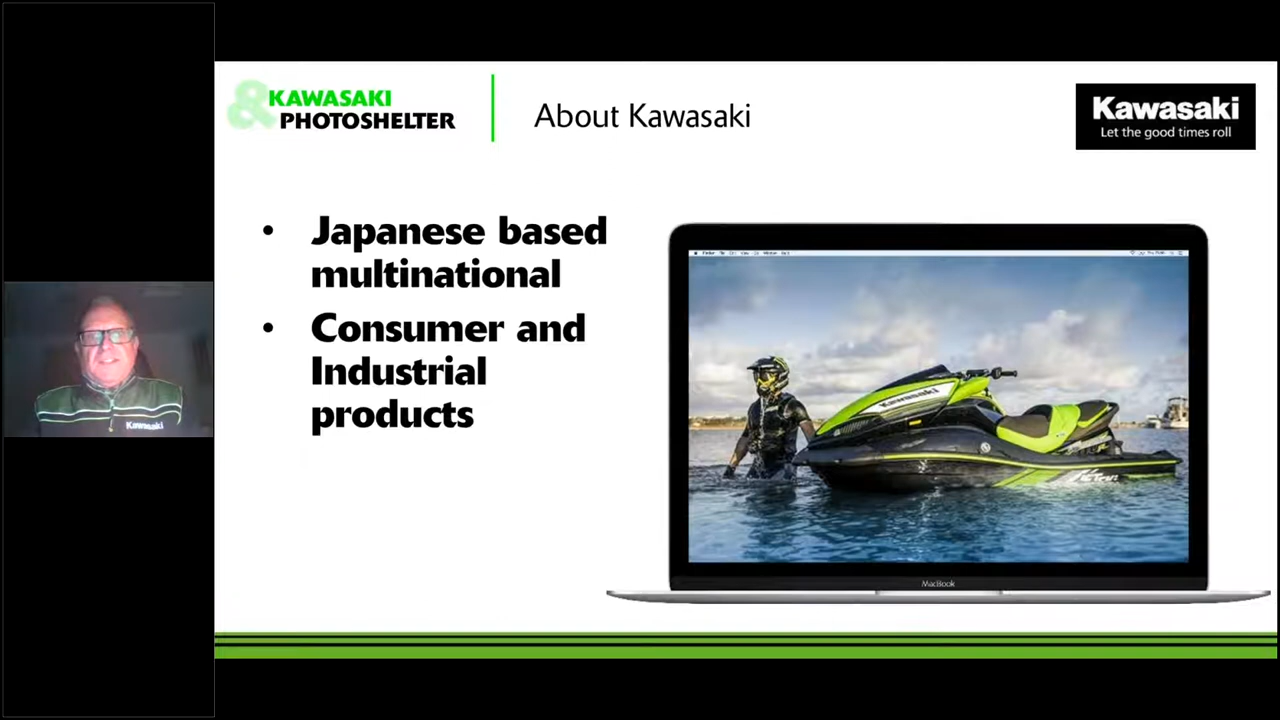 &KAWASAKI
PHOTOSHELTER
About Kawasaki
Kawasaki
Let the good times roll
• Japanese based
multinational
• Consumer and
Industrial
products
Kawasaki
Kawasaki
MacBook